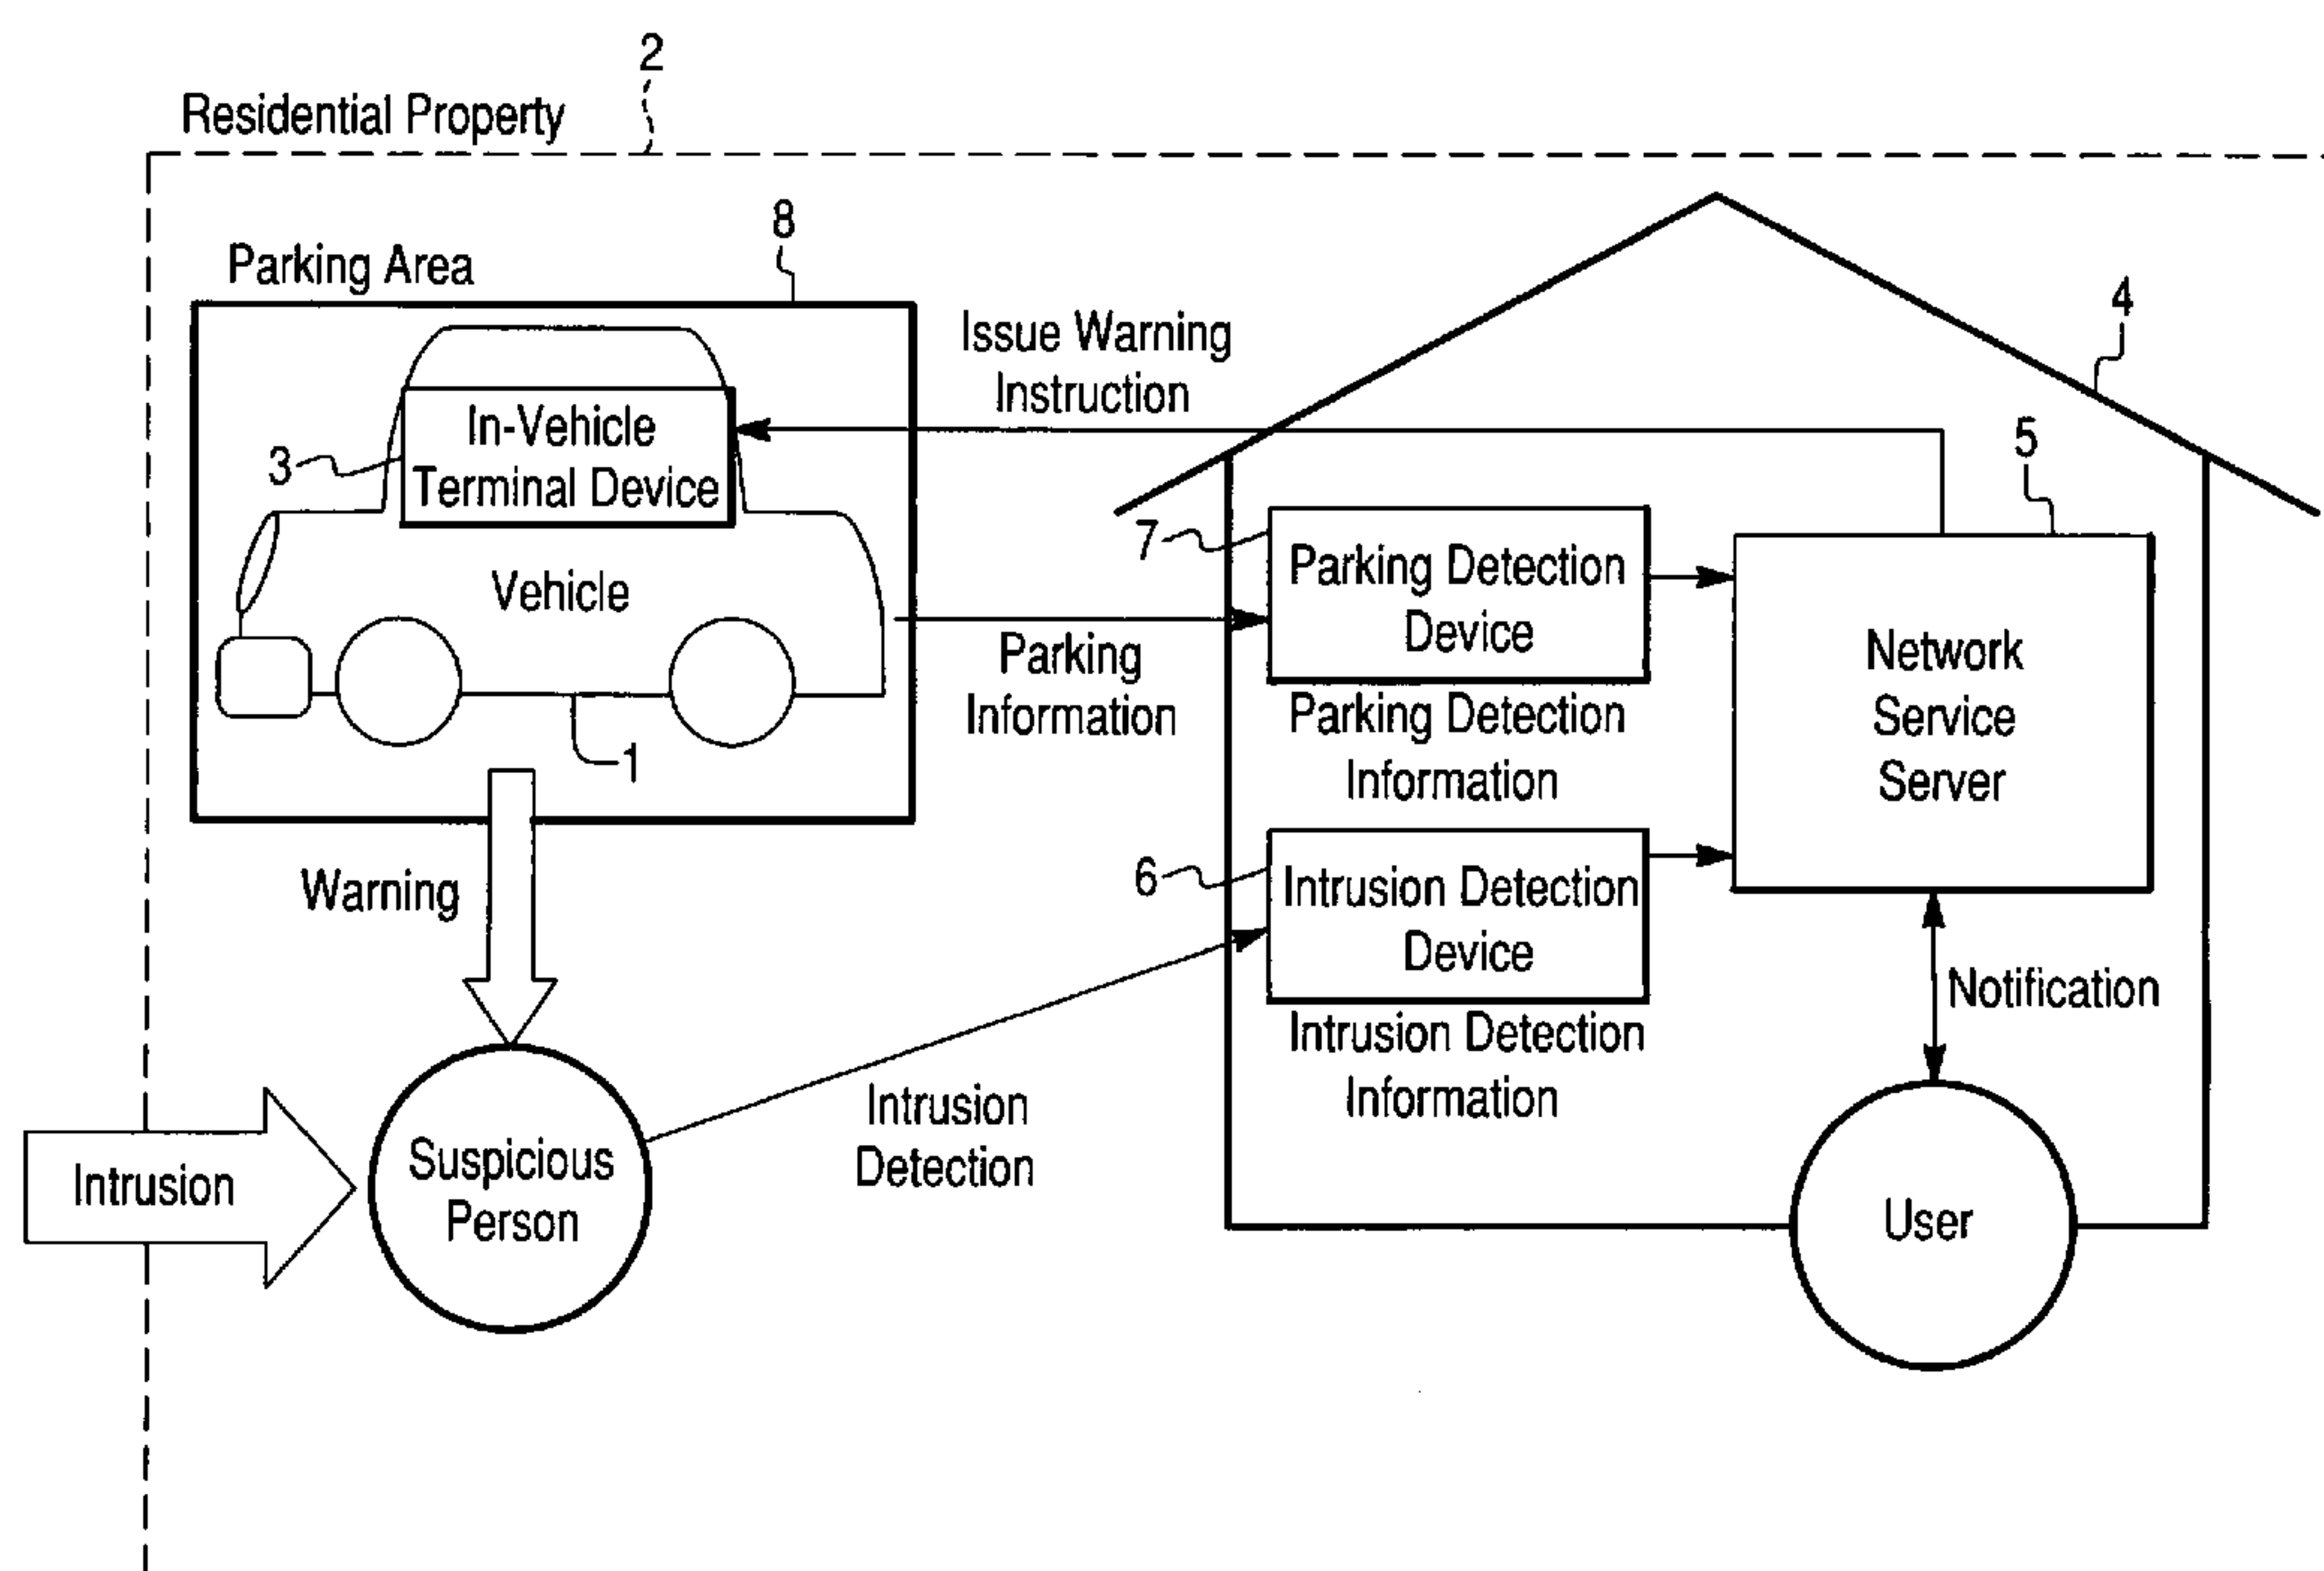 2
Residential Property
8
Parking Area
4
Issue Warning
Instruction
In-Vehicle
Terminal Device
3
5
7
Parking Detection
Device
Vehicle
Parking
Information
Network
Service
Server
Parking Detection
Information
1
6
Intrusion Detection
Device
Warning
Notification
Intrusion Detection
Information
Intrusion
Detection
Intrusion
Suspicious
Person
User